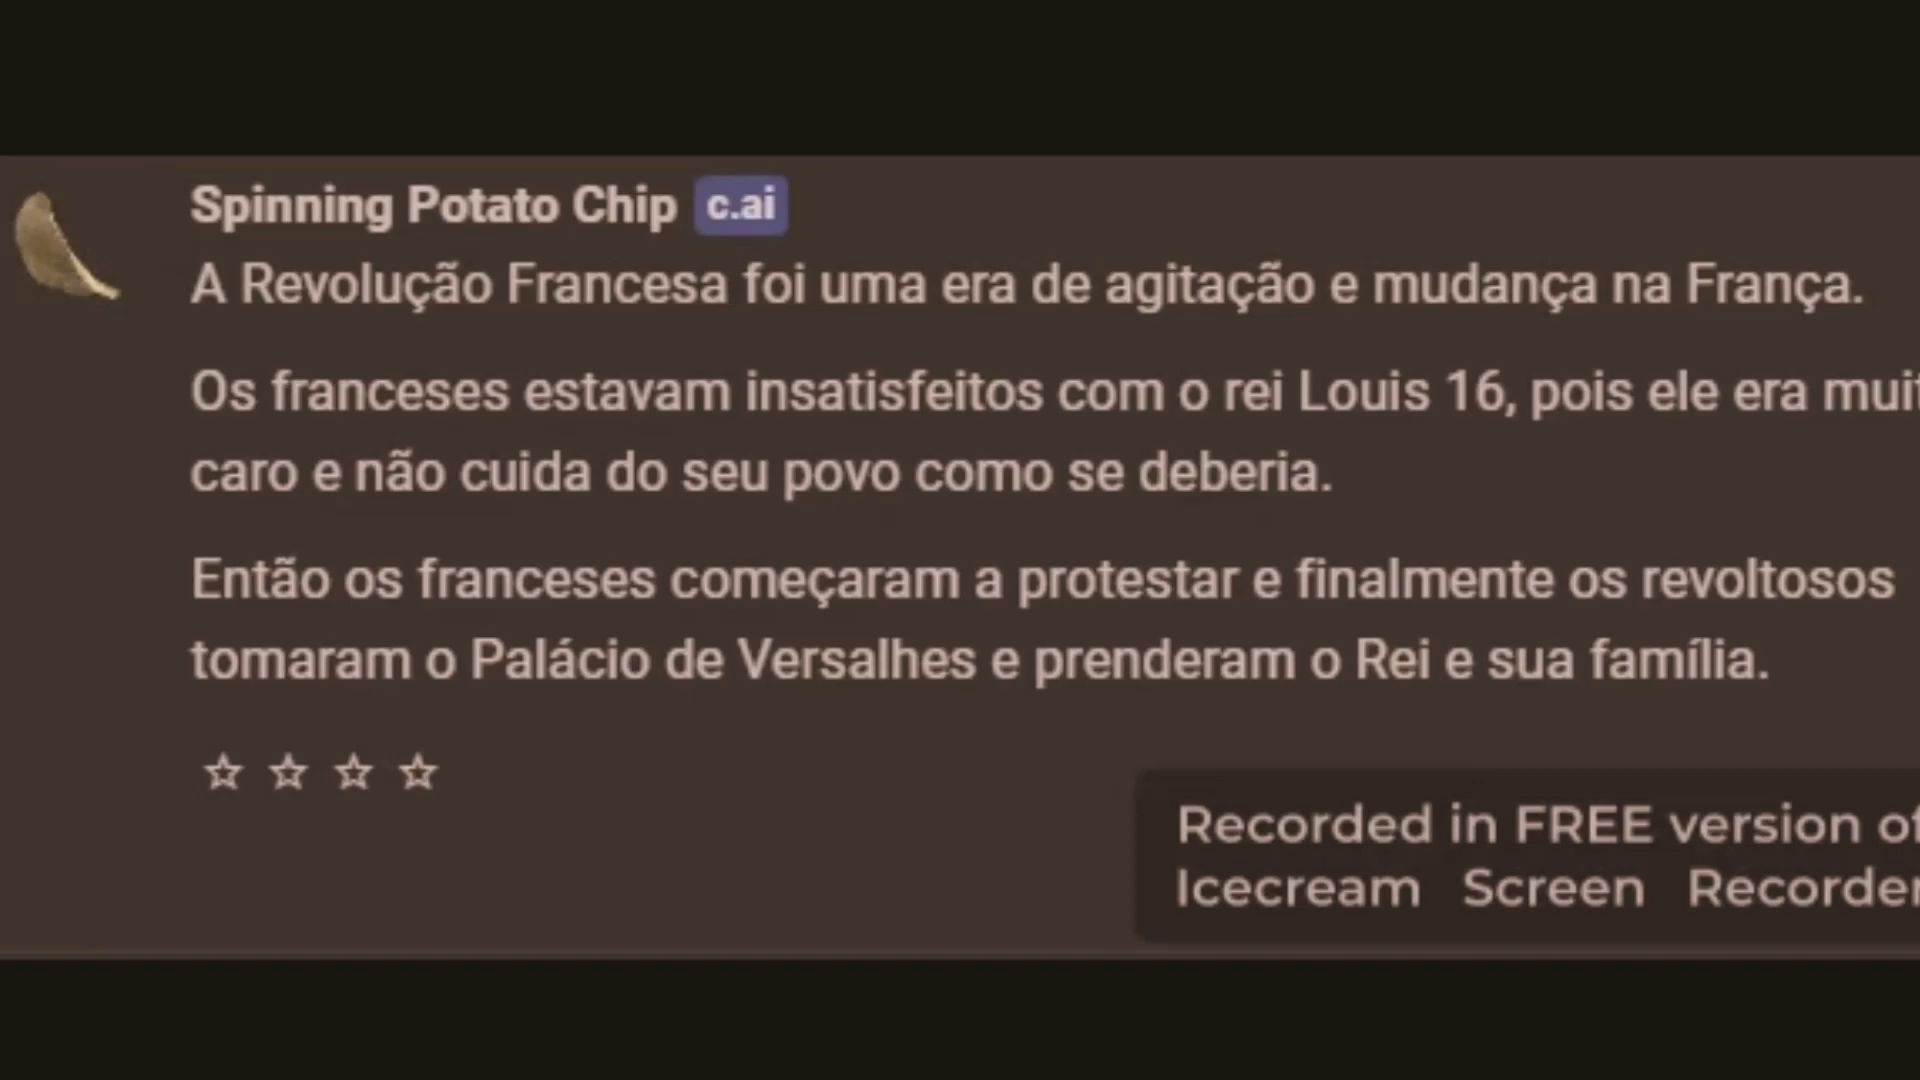 Spinning Potato Chip c.ai
A Revolução Francesa foi uma era de agitação e mudança na França.
Os franceses estavam insatisfeitos com o rei Louis 16, pois ele era
caro e não cuida do seu povo como se deberia.
Então os franceses começaram a protestar e finalmente os revoltosos
tomaram o Palácio de Versalhes e prenderam o Rei e sua família.
Recorded in FREE version of
Icecream Screen Recorder